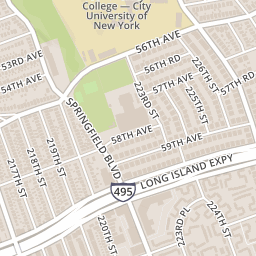 College — City
University of
New York
56TH AVE
53RD AVE
56TH RD
226TH ST
54TH AVE
57TH AVE
57TH AVE
223RD ST
225TH ST
SPRINGFIELD BLVD
58TH AVE
59TH AVE
219TH ST
218TH ST
217TH ST
LONG ISLAND EXPY
495
220TH ST
223RD PL
224TH ST